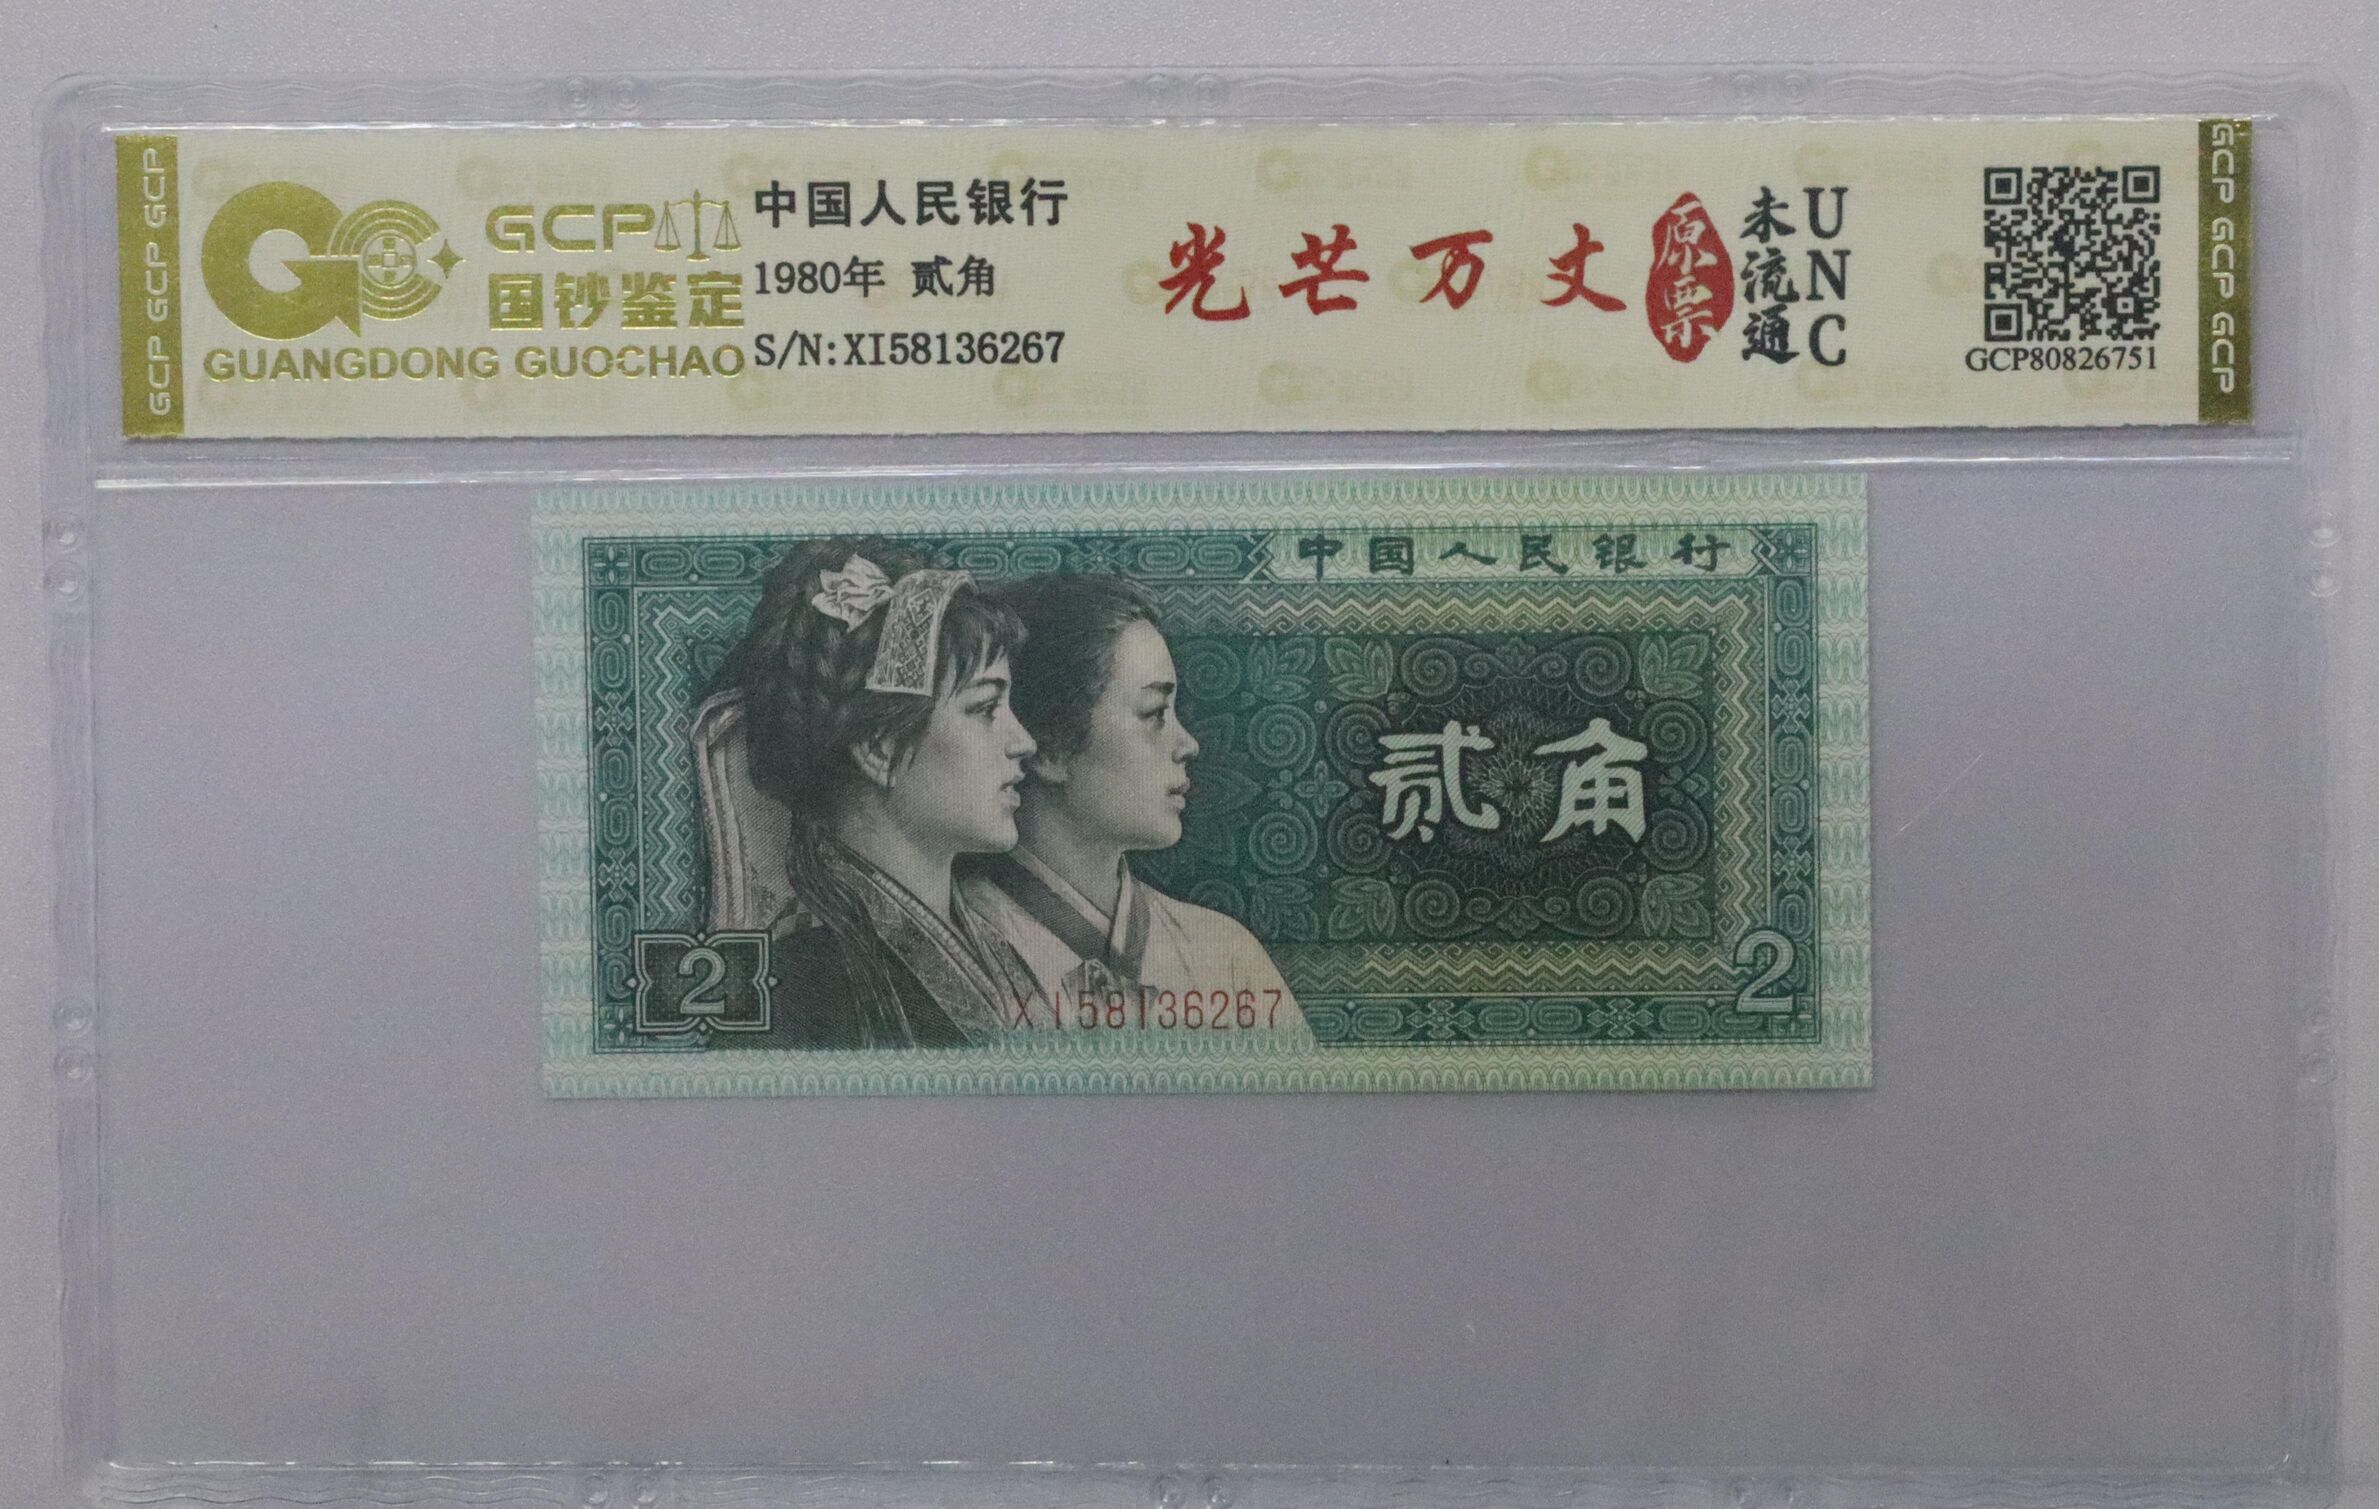 GCP GCP GCP
GCP
国钞鉴定
GUANGDONG GUOCHAO
中国人民银行
1980年 贰角
S/N:XI58136267
光芒万丈
原票
未流通
UNC
GCP80826751
GCP GCP GCP
中国人民银行
贰角
2
XI58136267
2